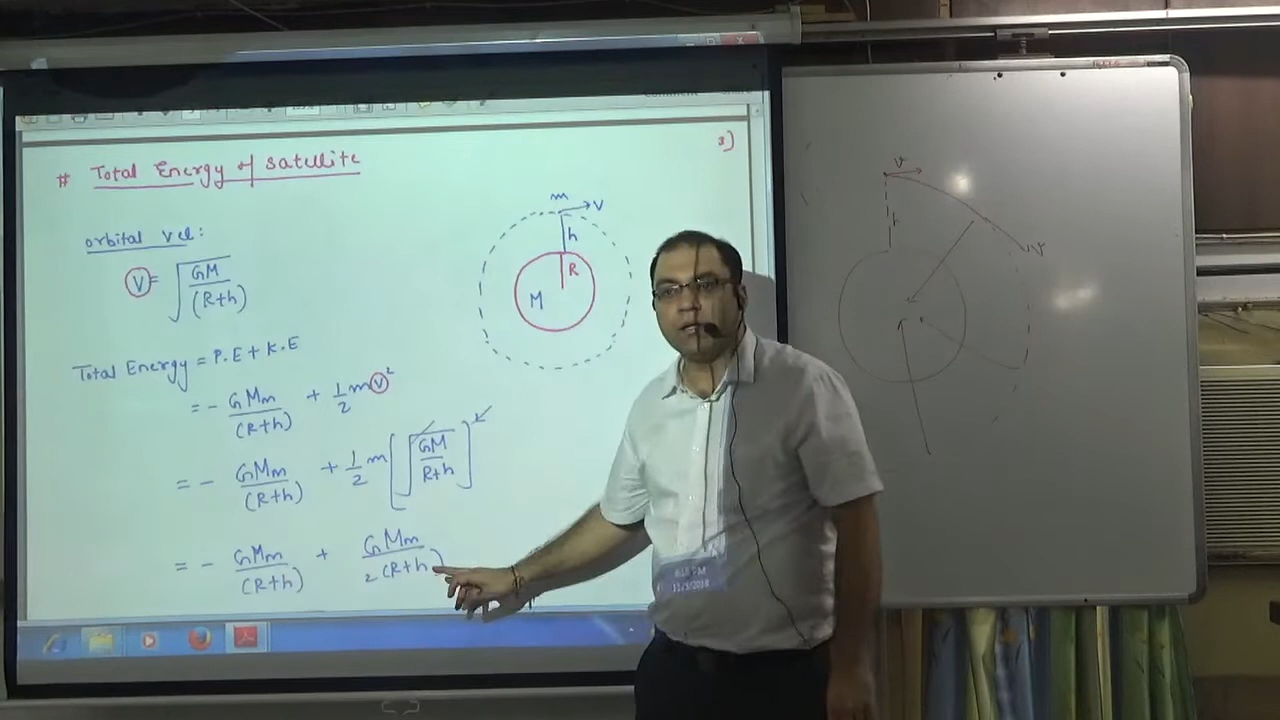 # Total Energy of satellite
3)
orbital vel:
V = √(GM/(R+h))
m
V
h
R
M
Total Energy = P.E + K.E
= - GMm/(R+h) + 1/2 mV²
= - GMm/(R+h) + 1/2 m[√(GM/R+h)]²
= - GMm/(R+h) + GMm/2(R+h)
v
h
v